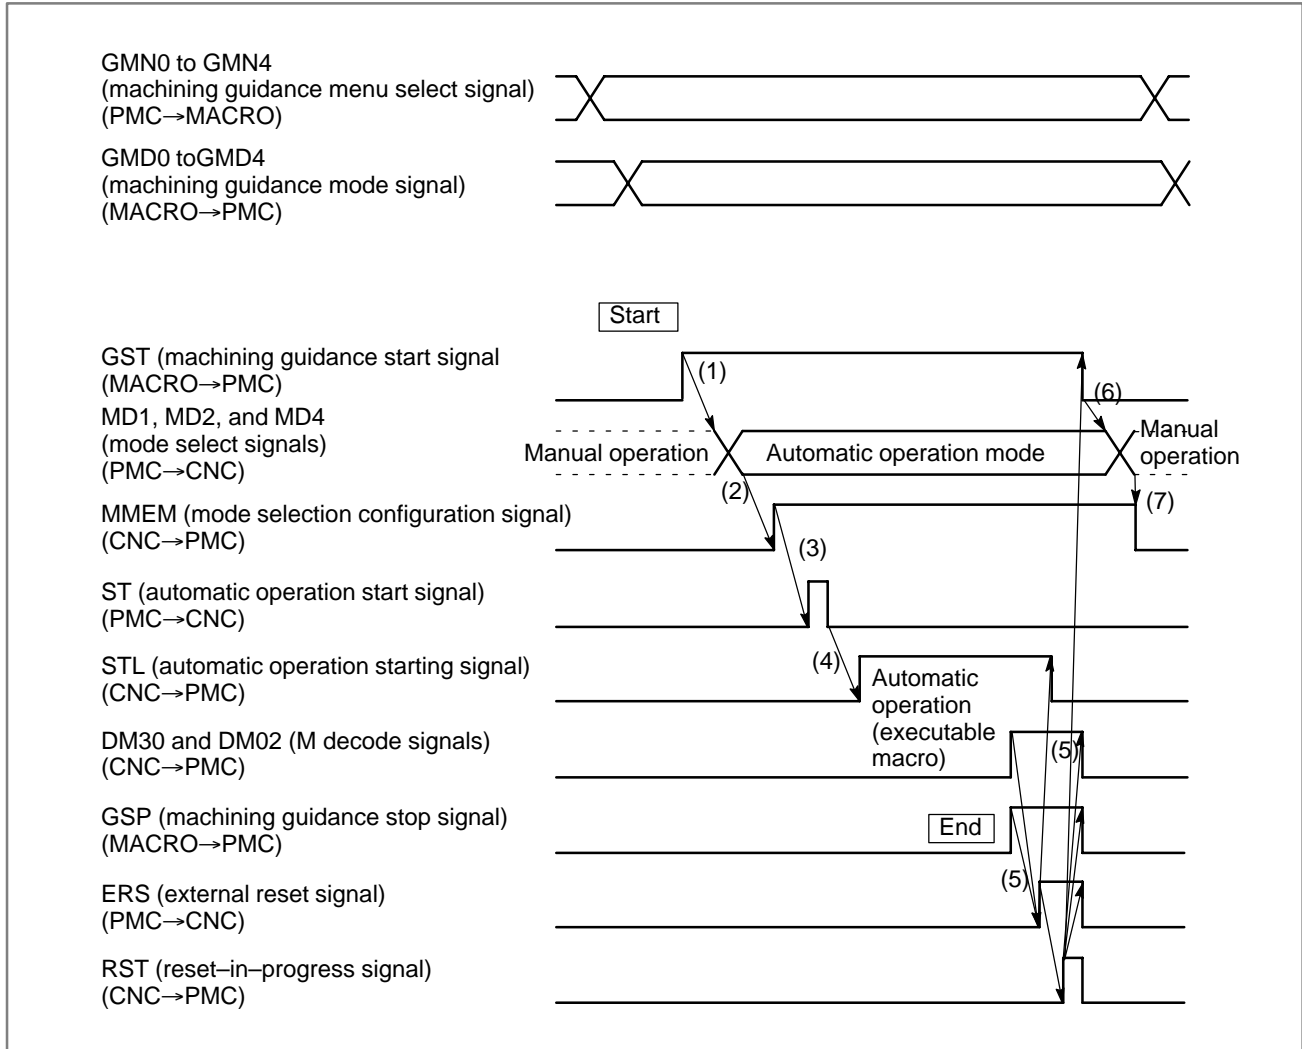 GMN0 to GMN4
(machining guidance menu select signal)
(PMC→MACRO)
GMD0 toGMD4
(machining guidance mode signal)
(MACRO→PMC)
Start
GST (machining guidance start signal
(MACRO→PMC)
(1)
(6)
MD1, MD2, and MD4
(mode select signals)
(PMC→CNC)
Manual operation
Automatic operation mode
Manual
operation
(2)
(7)
MMEM (mode selection configuration signal)
(CNC→PMC)
(3)
ST (automatic operation start signal)
(PMC→CNC)
(4)
STL (automatic operation starting signal)
(CNC→PMC)
Automatic
operation
(executable
macro)
DM30 and DM02 (M decode signals)
(CNC→PMC)
(5)
GSP (machining guidance stop signal)
(MACRO→PMC)
End
(5)
ERS (external reset signal)
(PMC→CNC)
RST (reset–in–progress signal)
(CNC→PMC)